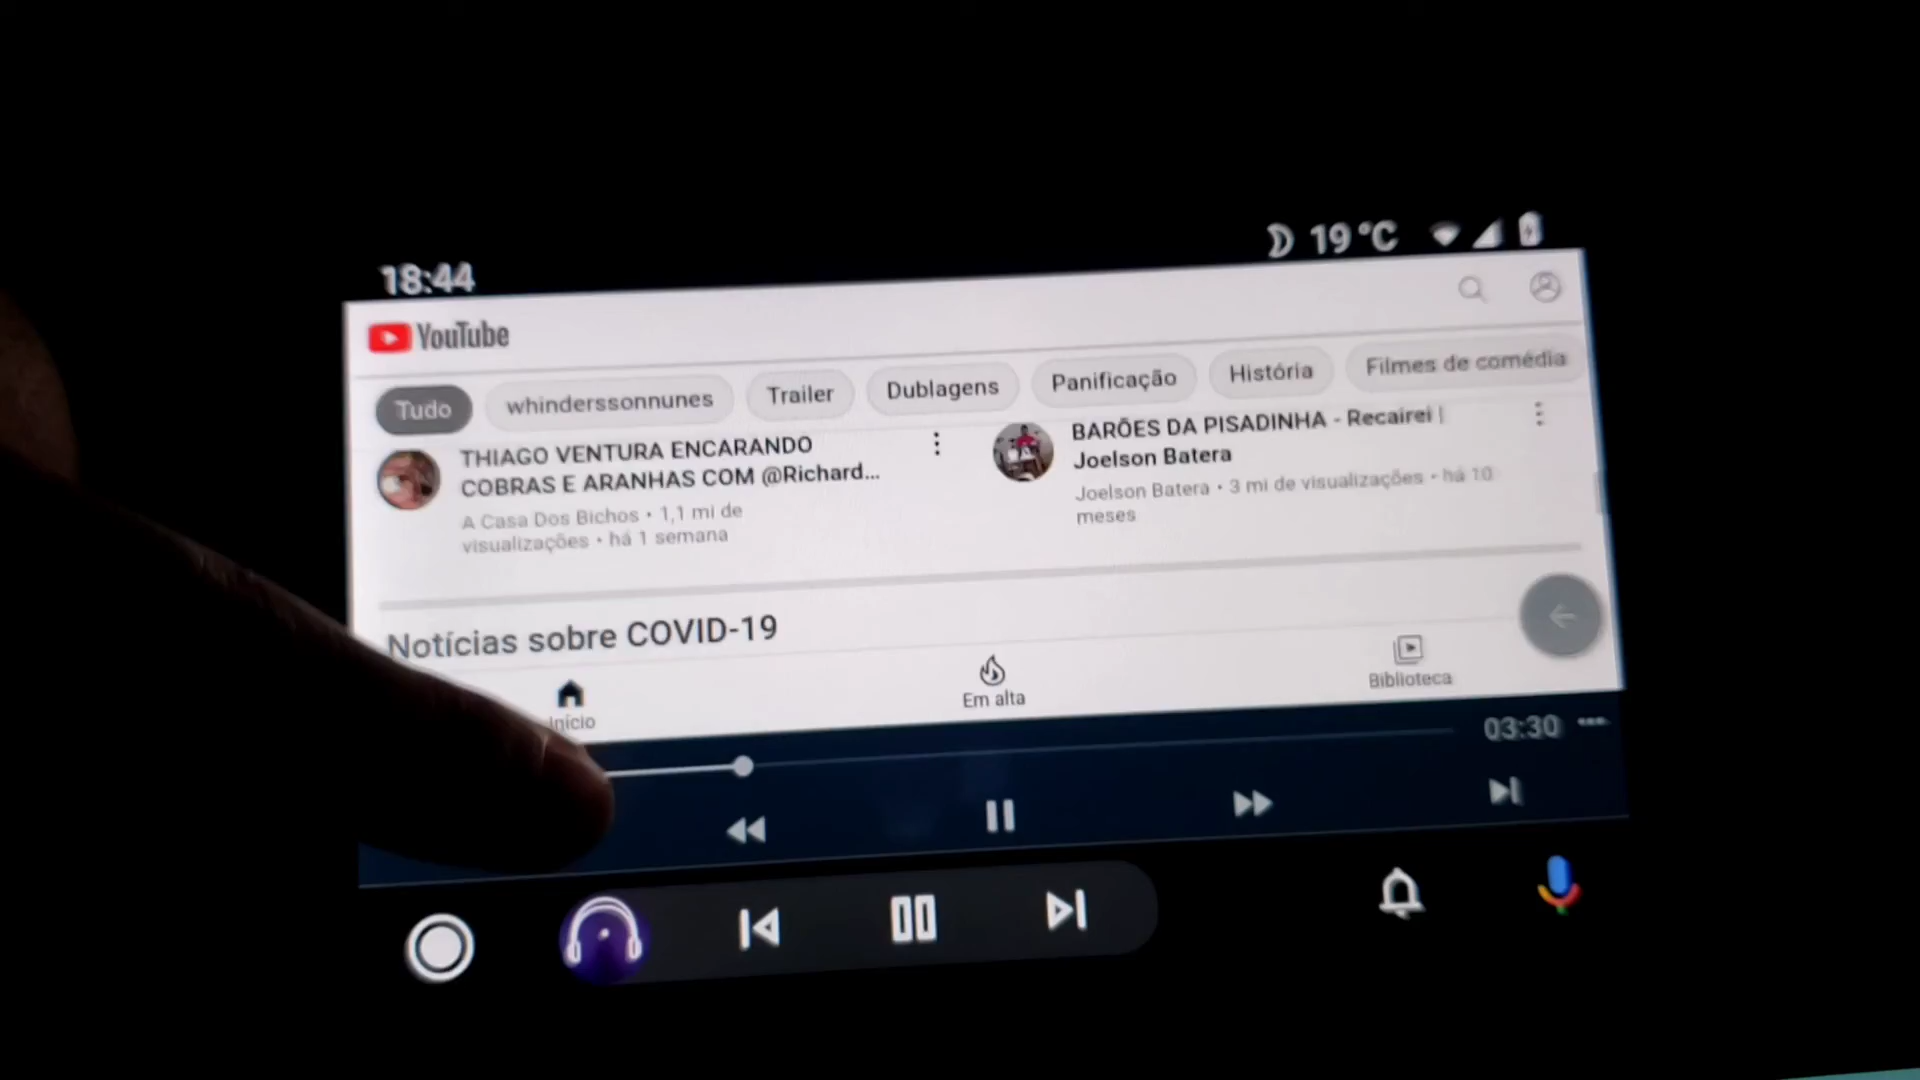 18:44
19 °C
YouTube
Tudo
whinderssonnunes
Trailer
Dublagens
Panificação
História
Filmes de comédia
THIAGO VENTURA ENCARANDO
COBRAS E ARANHAS COM @Richard...
A Casa Dos Bichos • 1,1 mi de
visualizações • há 1 semana
BARÕES DA PISADINHA - Recairei |
Joelson Batera
Joelson Batera • 3 mi de visualizações • há 10
meses
Notícias sobre COVID-19
Início
Em alta
Biblioteca
03:30